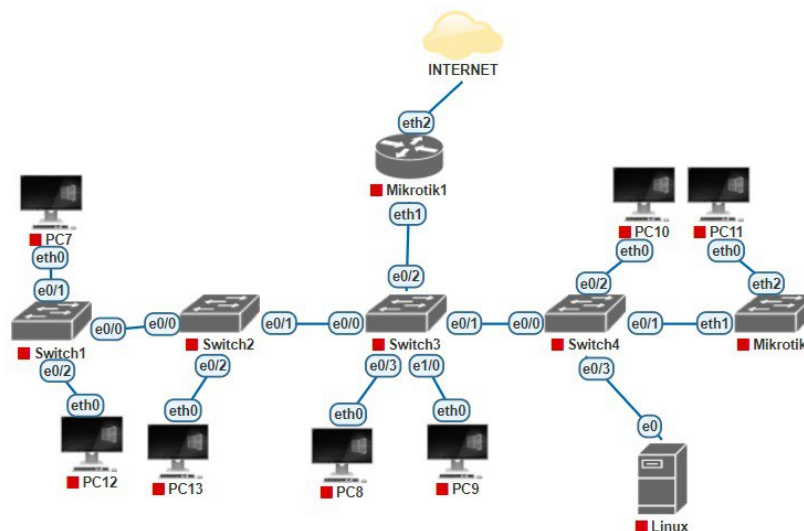 INTERNET
eth2
Mikrotik1
eth1
PC7
eth0
e0/1
PC10
eth0
PC11
eth0
e0/2
e0/2
eth2
e0/0
e0/0
e0/1
e0/0
e0/1
e0/0
e0/1
eth1
Switch1
Switch2
Switch3
Switch4
Mikrotik
e0/2
e0/2
e0/3
e1/0
e0/3
eth0
eth0
eth0
eth0
e0
PC12
PC13
PC8
PC9
Linux